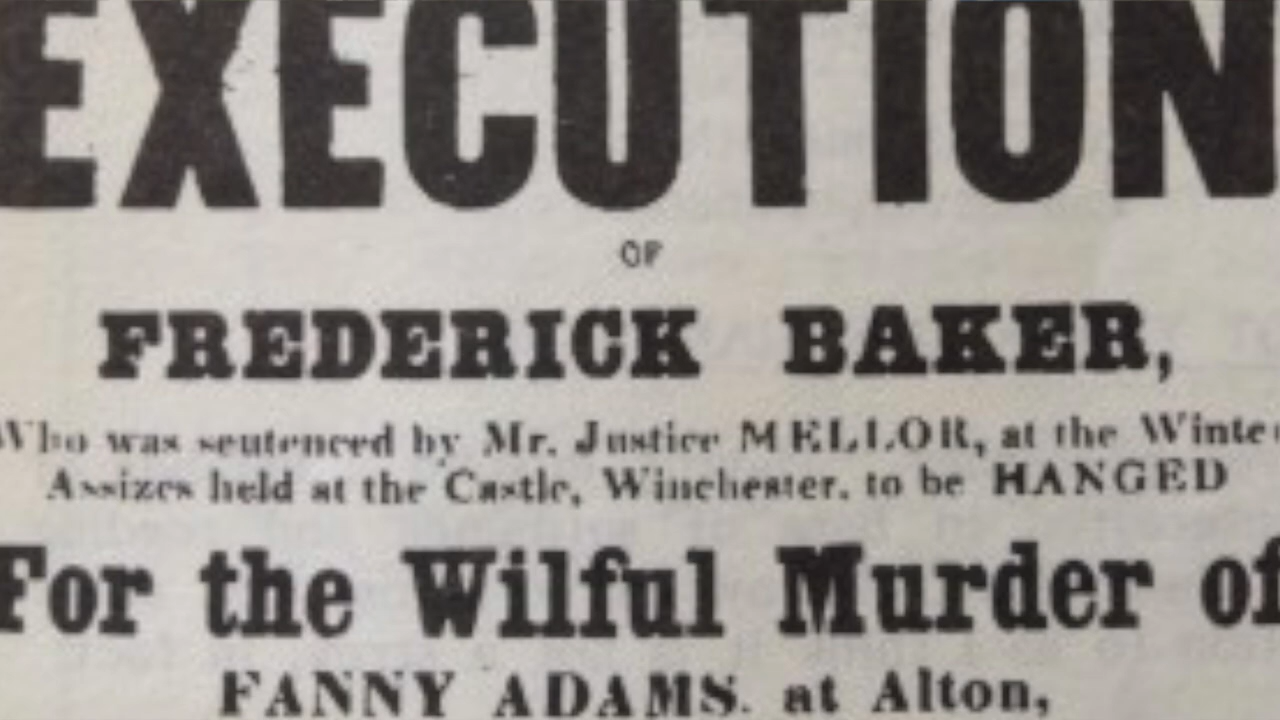 EXECUTION
OF
FREDERICK BAKER,
Who was sentenced by Mr. Justice MELLOR, at the Winter
Assizes held at the Castle, Winchester, to be HANGED
For the Wilful Murder of
FANNY ADAMS. at Alton,